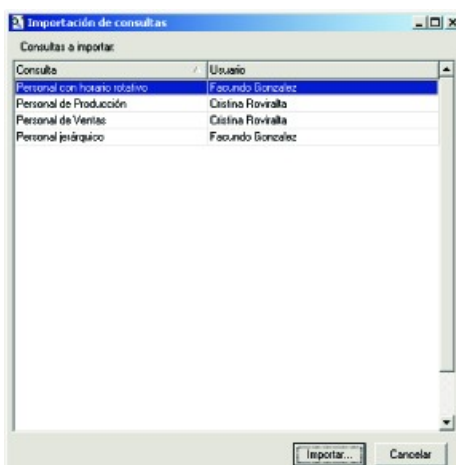 Importación de consultas
Consultas a importar:
Consulta Usuario
Personal con horario rotativo Facundo Gonzalez
Personal de Producción Cristina Roviralta
Personal de Ventas Cristina Roviralta
Personal jerárquico Facundo Gonzalez
Importar... Cancelar